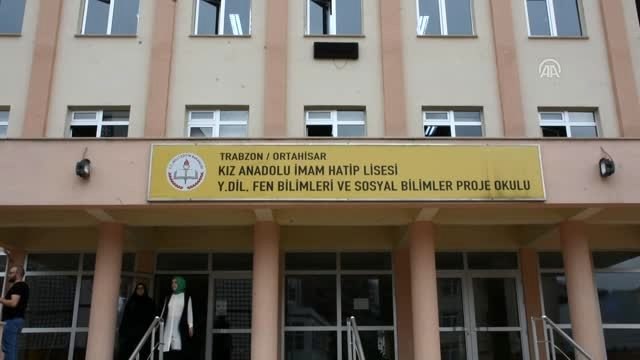 AA
TRABZON / ORTAHİSAR
KIZ ANADOLU İMAM HATİP LİSESİ
Y.DİL, FEN BİLİMLERİ VE SOSYAL BİLİMLER PROJE OKULU